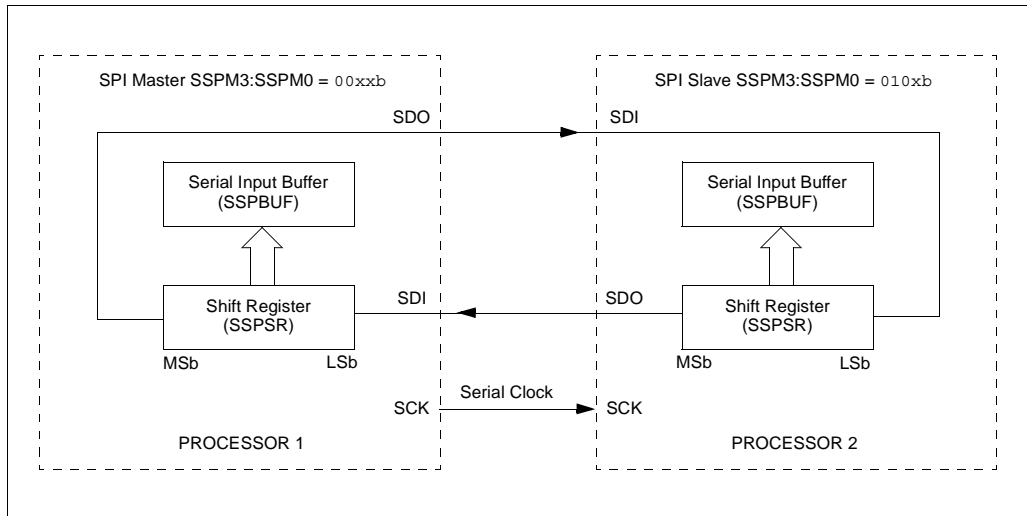 SPI Master SSPM3:SSPM0 = 00xxb
SDO
Serial Input Buffer
(SSPBUF)
Shift Register
(SSPSR)
MSb
LSb
SDI
Serial Clock
SCK
PROCESSOR 1
SPI Slave SSPM3:SSPM0 = 010xb
SDI
Serial Input Buffer
(SSPBUF)
SDO
Shift Register
(SSPSR)
MSb
LSb
SCK
PROCESSOR 2